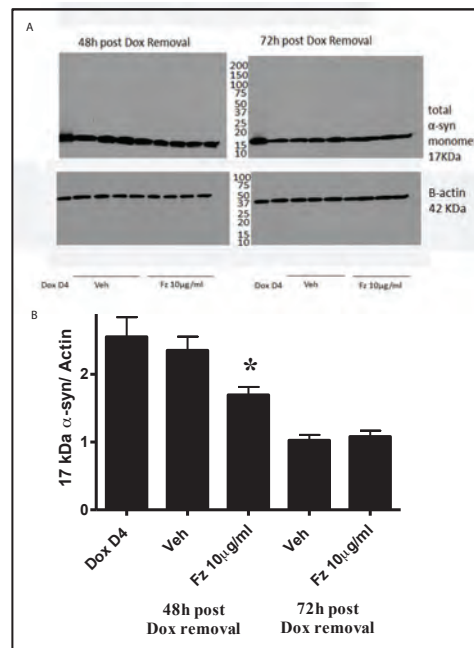 A
48h post Dox Removal
72h post Dox Removal
200
150
100
75
50
37
25
20
15
10
total
α-syn
monomer
17KDa
100
75
50
37
25
20
15
10
B-actin
42 KDa
Dox D4
Veh
Fz 10µg/ml
Dox D4
Veh
Fz 10µg/ml
B
17 kDa α-syn/ Actin
2
1
0
*
Dox D4
Veh
Fz 10µg/ml
Veh
Fz 10µg/ml
48h post
Dox removal
72h post
Dox removal